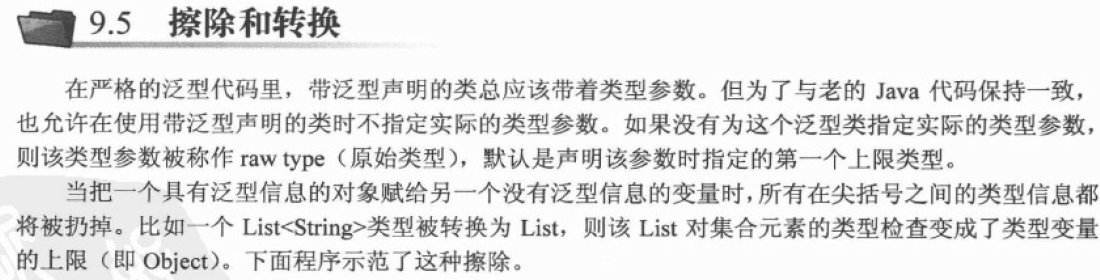 9.5 擦除和转换
在严格的泛型代码里，带泛型声明的类总应该带着类型参数。但为了与老的 Java 代码保持一致，
也允许在使用带泛型声明的类时不指定实际的类型参数。如果没有为这个泛型类指定实际的类型参数，
则该类型参数被称作 raw type（原始类型），默认是声明该参数时指定的第一个上限类型。
当把一个具有泛型信息的对象赋给另一个没有泛型信息的变量时，所有在尖括号之间的类型信息都
将被扔掉。比如一个 List<String>类型被转换为 List，则该 List 对集合元素的类型检查变成了类型变量
的上限（即 Object）。下面程序示范了这种擦除。